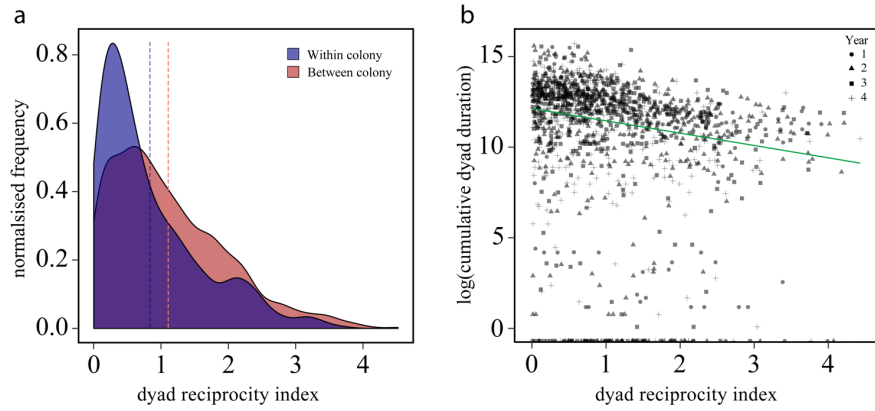 a
normalsised frequency
0.8
0.6
0.4
0.2
0.0
0 1 2 3 4
dyad reciprocity index
Within colony
Between colony
b
log(cumulative dyad duration)
15
10
5
0
0 1 2 3 4
dyad reciprocity index
Year
1
2
3
4